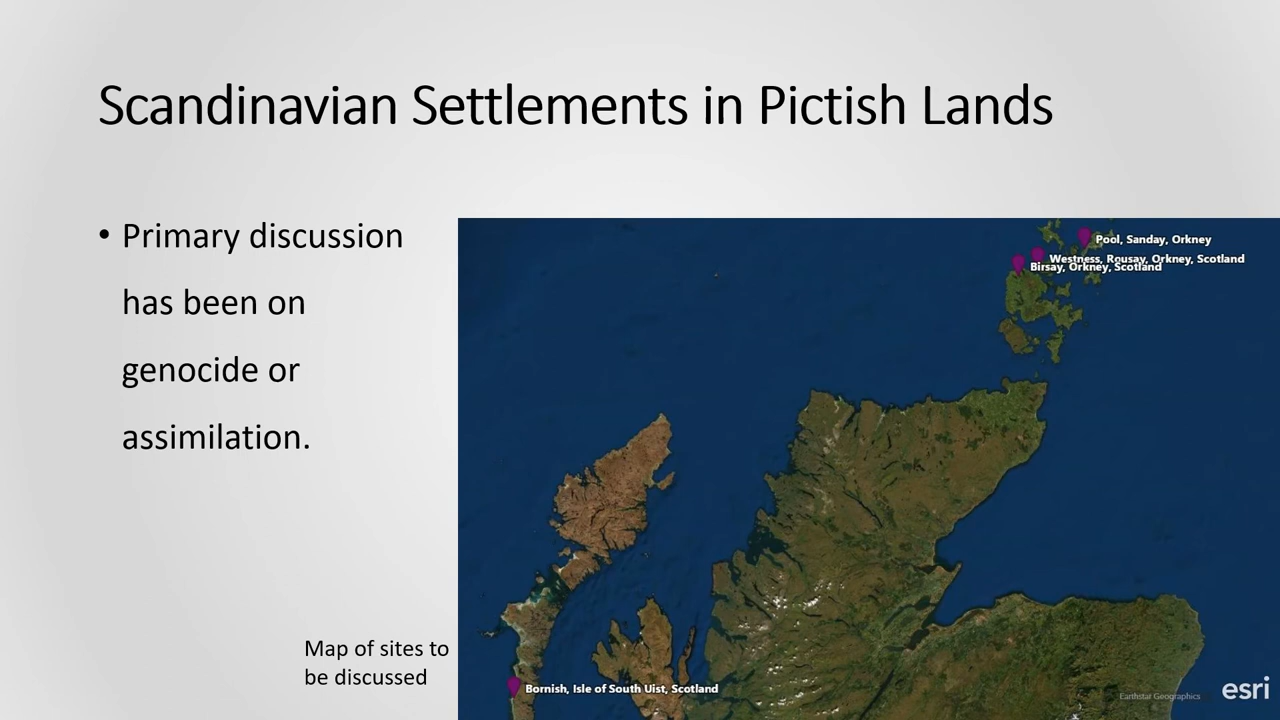 Scandinavian Settlements in Pictish Lands
• Primary discussion
has been on
genocide or
assimilation.
Pool, Sanday, Orkney
Westness, Rousay, Orkney, Scotland
Birsay, Orkney, Scotland
Map of sites to
be discussed
Bornish, Isle of South Uist, Scotland
Earthstar Geographics
esri